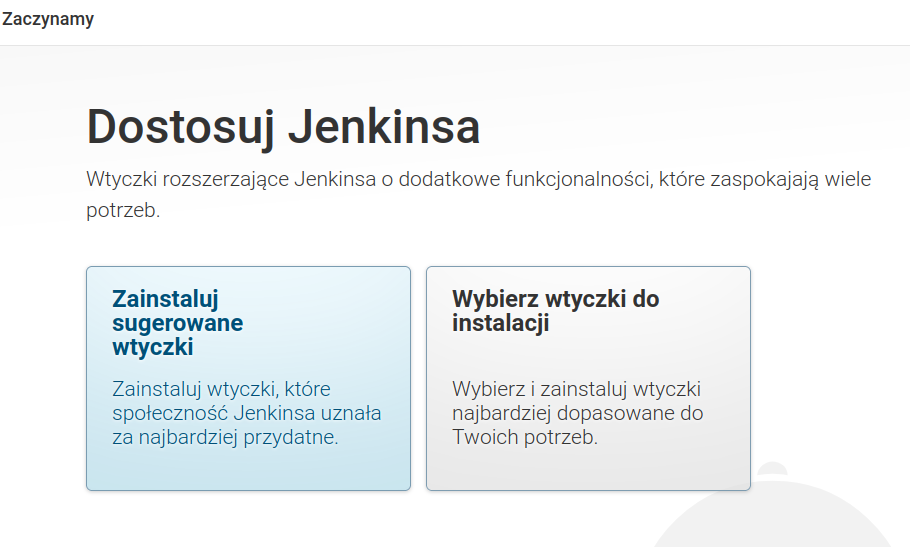 Zaczynamy
Dostosuj Jenkinsa
Wtyczki rozszerzające Jenkinsa o dodatkowe funkcjonalności, które zaspokajają wiele
potrzeb.
Zainstaluj
sugerowane
wtyczki
Zainstaluj wtyczki, które
społeczność Jenkinsa uznała
za najbardziej przydatne.
Wybierz wtyczki do
instalacji
Wybierz i zainstaluj wtyczki
najbardziej dopasowane do
Twoich potrzeb.